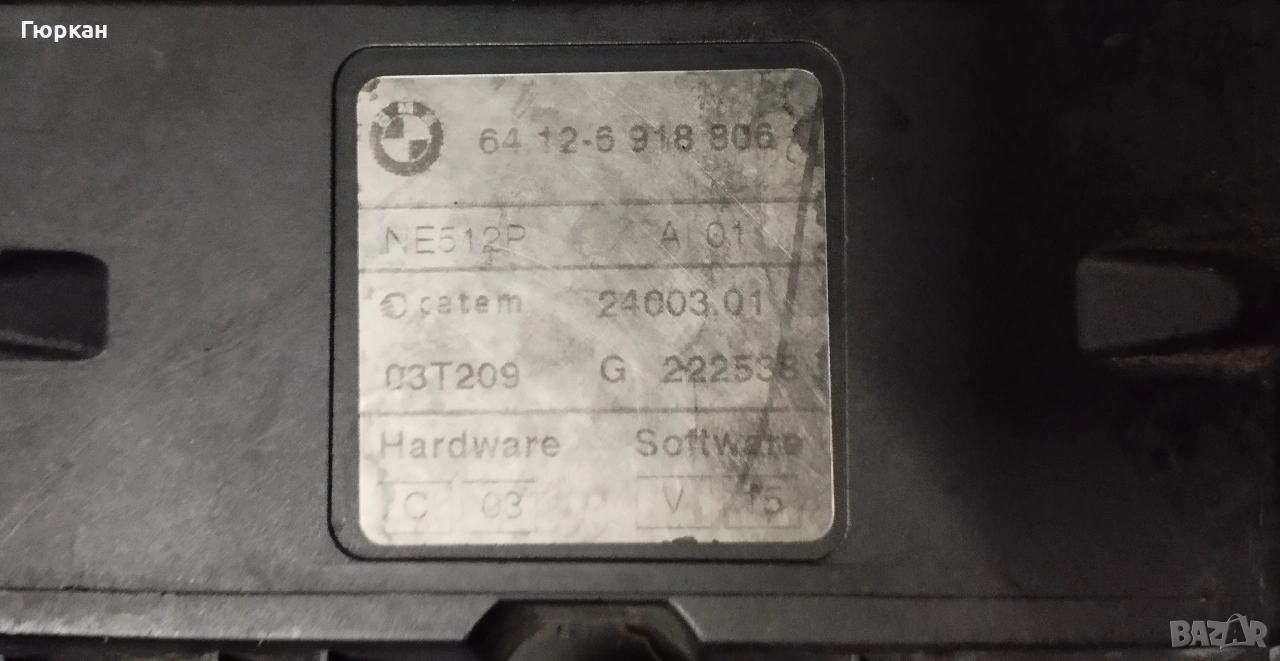 Гюркан
64.12-6 918 806
NE512P A 01
catem 24003.01
03T209 G 222538
Hardware Software
C 03 V 15
BAZAR